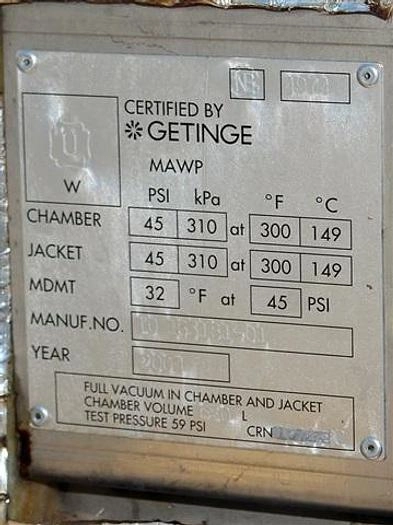 NB
CERTIFIED BY
GETINGE
U
W
MAWP
PSI kPa °F °C
CHAMBER 45 310 at 300 149
JACKET 45 310 at 300 149
MDMT 32 °F at 45 PSI
MANUF.NO.
YEAR
FULL VACUUM IN CHAMBER AND JACKET
CHAMBER VOLUME L
TEST PRESSURE 59 PSI CRN